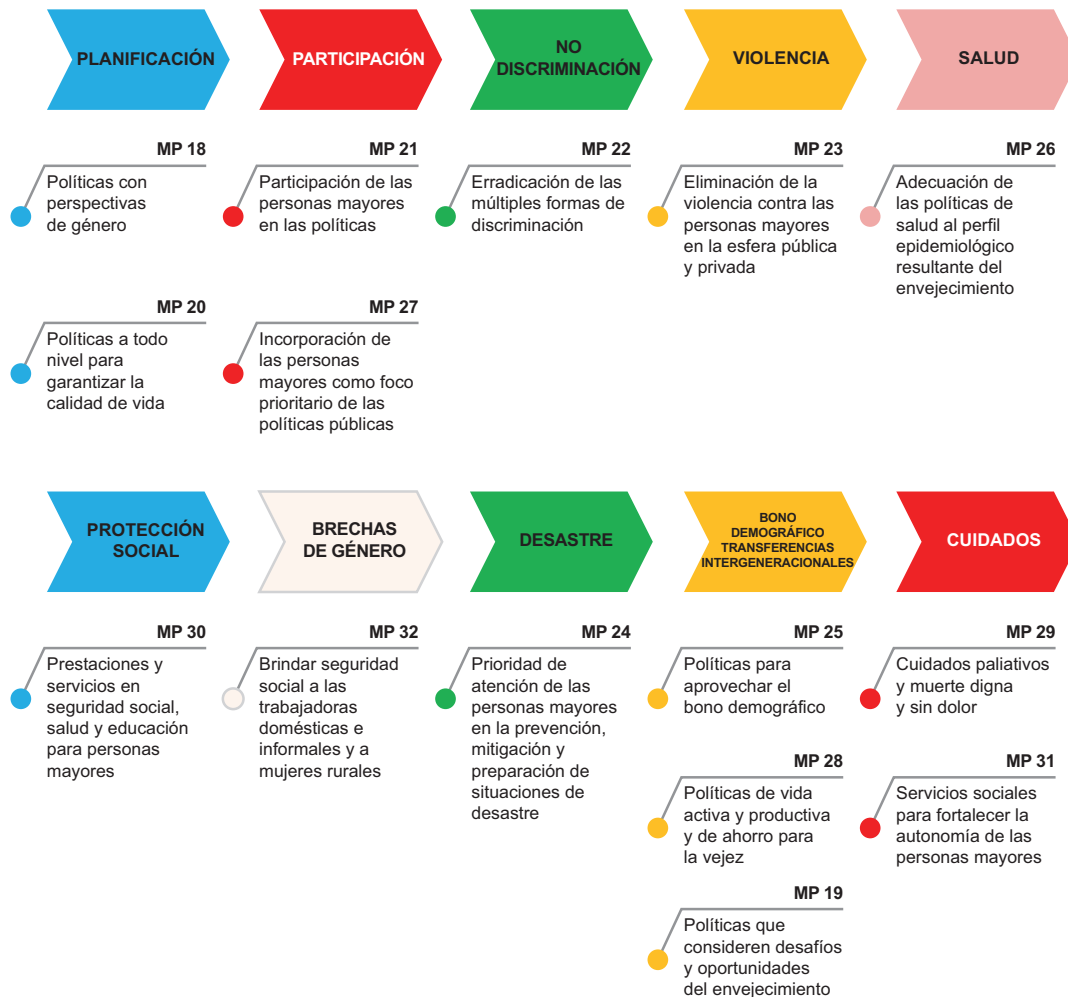 PLANIFICACIÓN
PARTICIPACIÓN
NO
DISCRIMINACIÓN
VIOLENCIA
SALUD
MP 18
Políticas con
perspectivas
de género
MP 21
Participación de las
personas mayores
en las políticas
MP 22
Erradicación de las
múltiples formas de
discriminación
MP 23
Eliminación de la
violencia contra las
personas mayores
en la esfera pública
y privada
MP 26
Adecuación de
las políticas de
salud al perfil
epidemiológico
resultante del
envejecimiento
MP 20
Políticas a todo
nivel para
garantizar la
calidad de vida
MP 27
Incorporación de
las personas
mayores como foco
prioritario de las
políticas públicas
PROTECCIÓN
SOCIAL
BRECHAS
DE GÉNERO
DESASTRE
BONO
DEMOGRÁFICO
TRANSFERENCIAS
INTERGENERACIONALES
CUIDADOS
MP 30
Prestaciones y
servicios en
seguridad social,
salud y educación
para personas
mayores
MP 32
Brindar seguridad
social a las
trabajadoras
domésticas e
informales y a
mujeres rurales
MP 24
Prioridad de
atención de las
personas mayores
en la prevención,
mitigación y
preparación de
situaciones de
desastre
MP 25
Políticas para
aprovechar el
bono demográfico
MP 29
Cuidados paliativos
y muerte digna
y sin dolor
MP 28
Políticas de vida
activa y productiva
y de ahorro para
la vejez
MP 31
Servicios sociales
para fortalecer la
autonomía de las
personas mayores
MP 19
Políticas que
consideren desafíos
y oportunidades
del envejecimiento